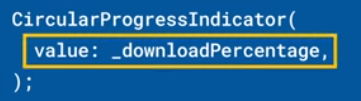 CircularProgressIndicator(
value: _downloadPercentage,
);